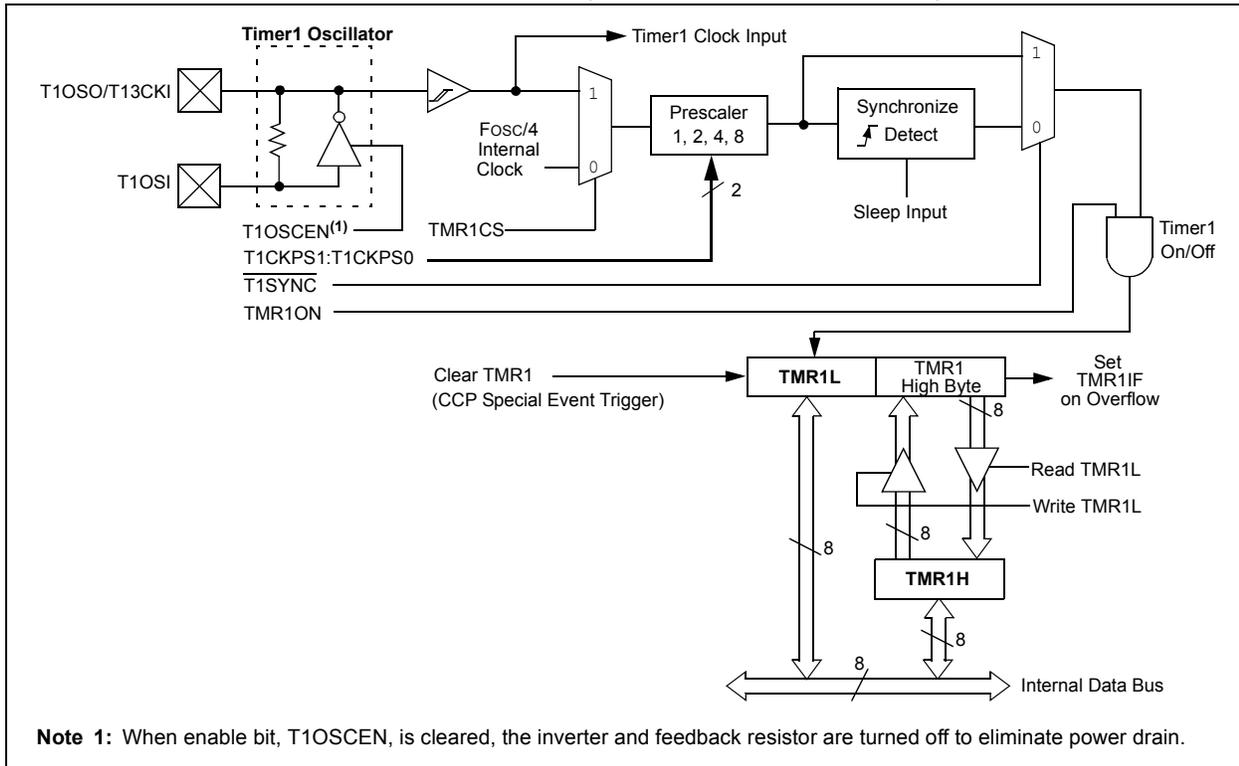 Timer1 Oscillator
Timer1 Clock Input
T1OSO/T13CKI
1
FOSC/4
Internal
Clock
0
Prescaler
1, 2, 4, 8
Synchronize
Detect
1
0
T1OSI
2
Sleep Input
T1OSCEN(1)
TMR1CS
Timer1
On/Off
T1CKPS1:T1CKPS0
T1SYNC
TMR1ON
Clear TMR1
(CCP Special Event Trigger)
TMR1L
TMR1
High Byte
Set
TMR1IF
on Overflow
8
Read TMR1L
Write TMR1L
8
8
TMR1H
8
8
Internal Data Bus
Note 1: When enable bit, T1OSCEN, is cleared, the inverter and feedback resistor are turned off to eliminate power drain.